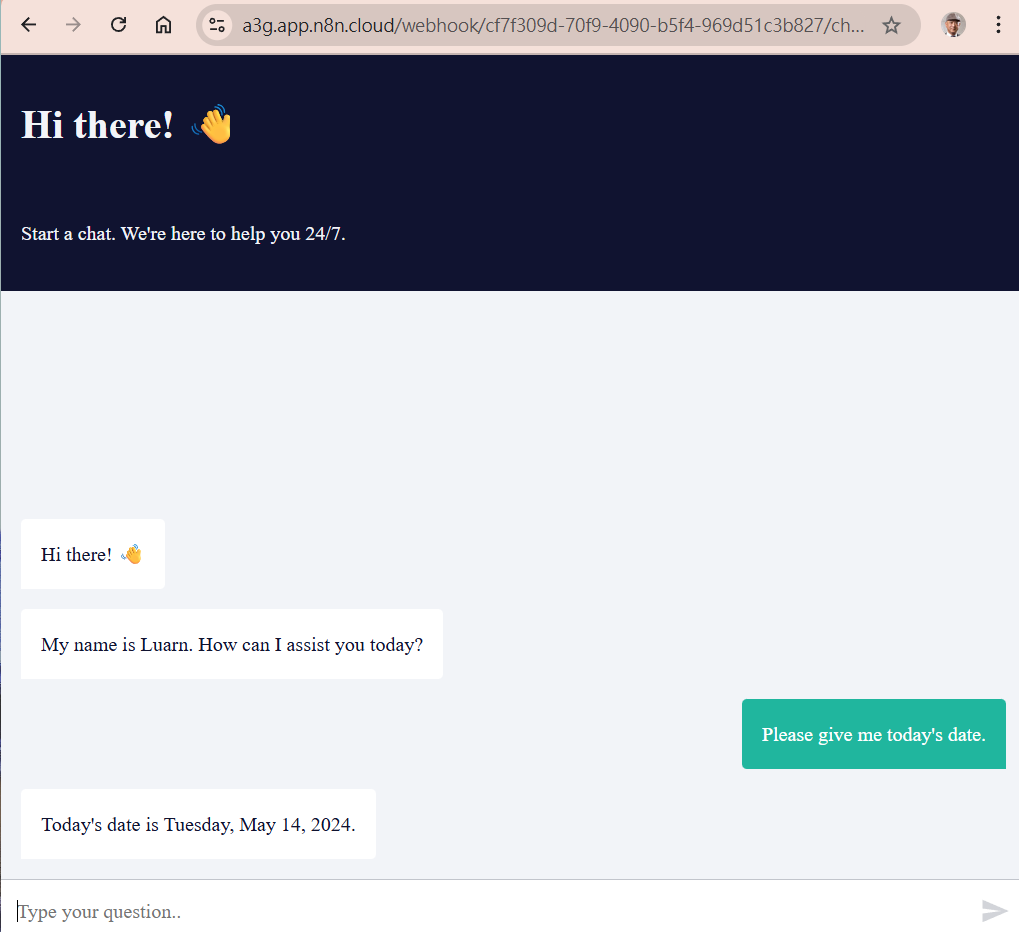 a3g.app.n8n.cloud/webhook/cf7f309d-70f9-4090-b5f4-969d51c3b827/ch...
Hi there! 👋
Start a chat. We're here to help you 24/7.
Hi there! 👋
My name is Luarn. How can I assist you today?
Please give me today's date.
Today's date is Tuesday, May 14, 2024.
Type your question..